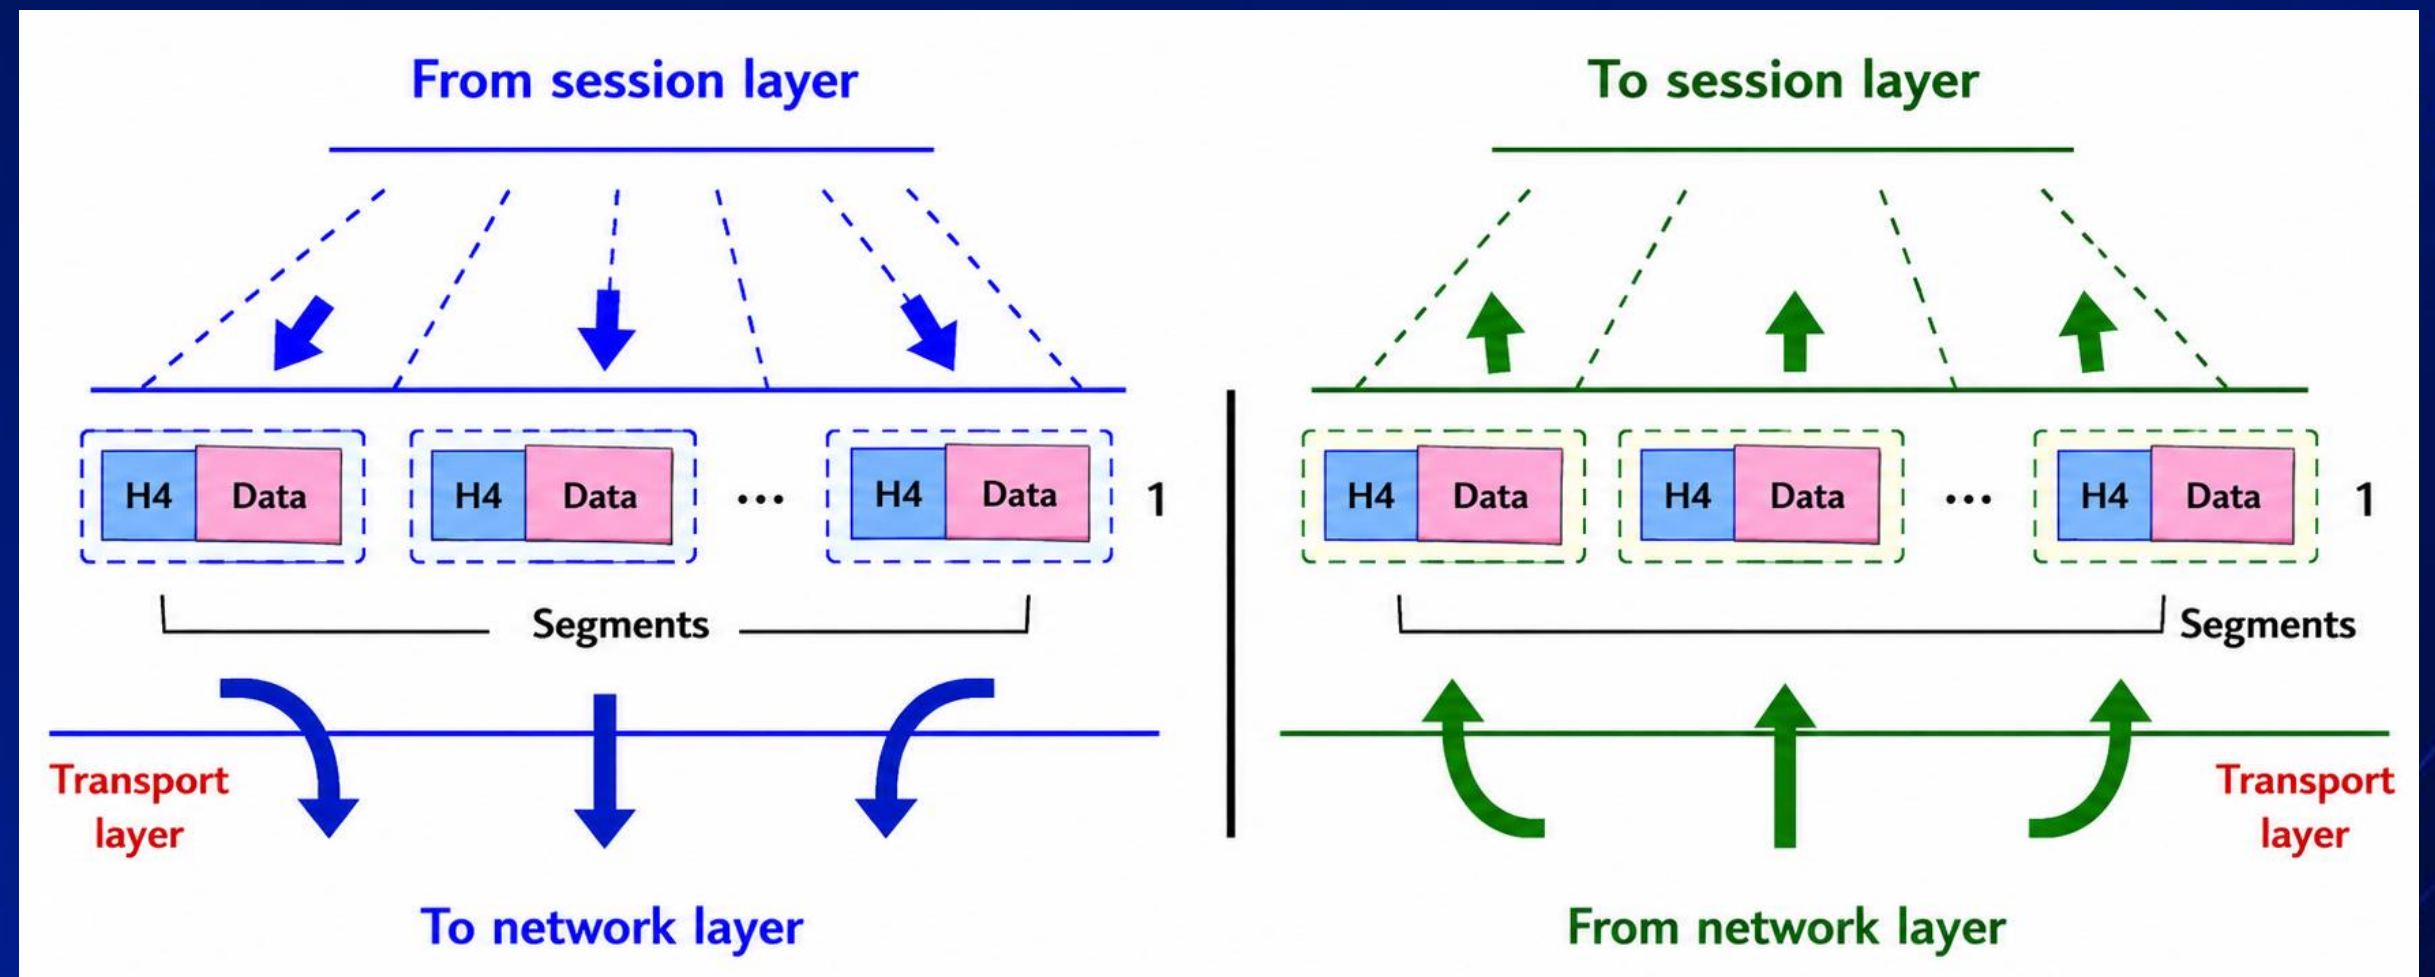 From session layer
H4 Data H4 Data ... H4 Data 1
Segments
Transport
layer
To network layer
To session layer
H4 Data H4 Data ... H4 Data 1
Segments
Transport
layer
From network layer